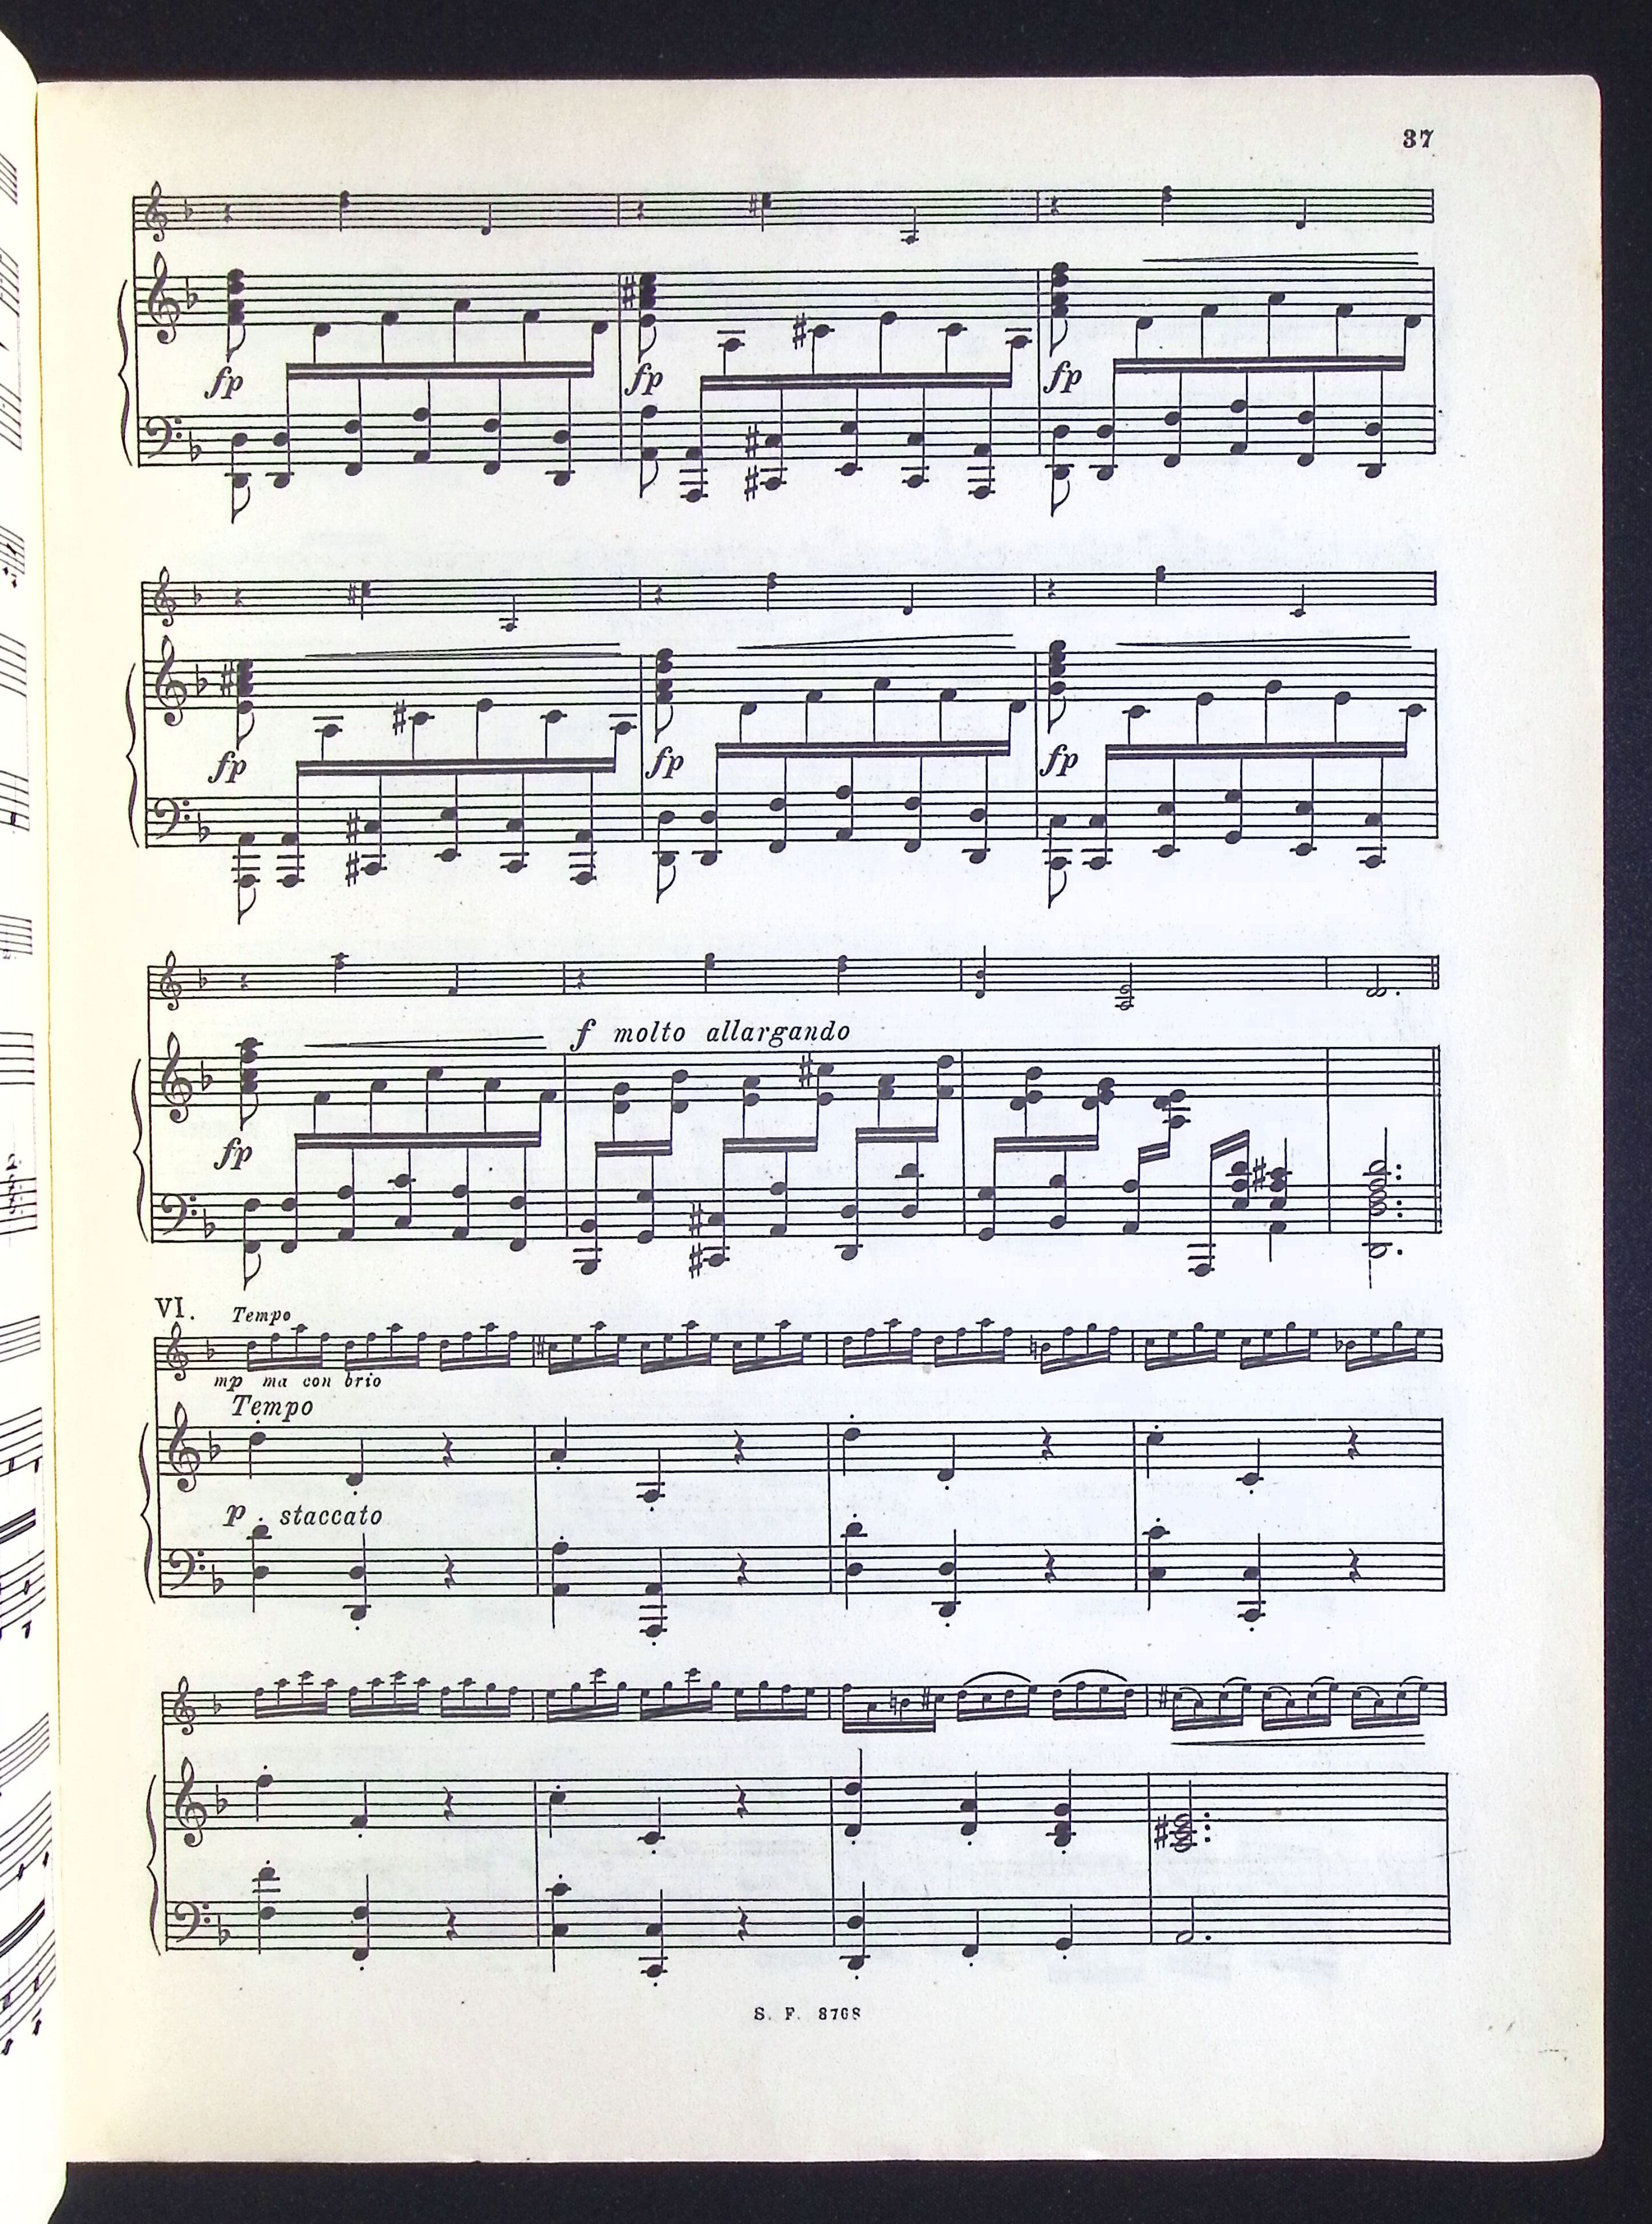 37
fp fp fp
fp fp fp
f molto allargando
fp
VI. Tempo
mp ma con brio
Tempo
p staccato
S. F. 8768